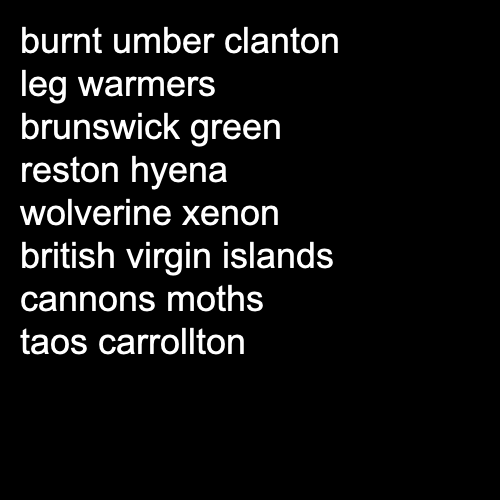 burnt umber clanton
leg warmers
brunswick green
reston hyena
wolverine xenon
british virgin islands
cannons moths
taos carrollton